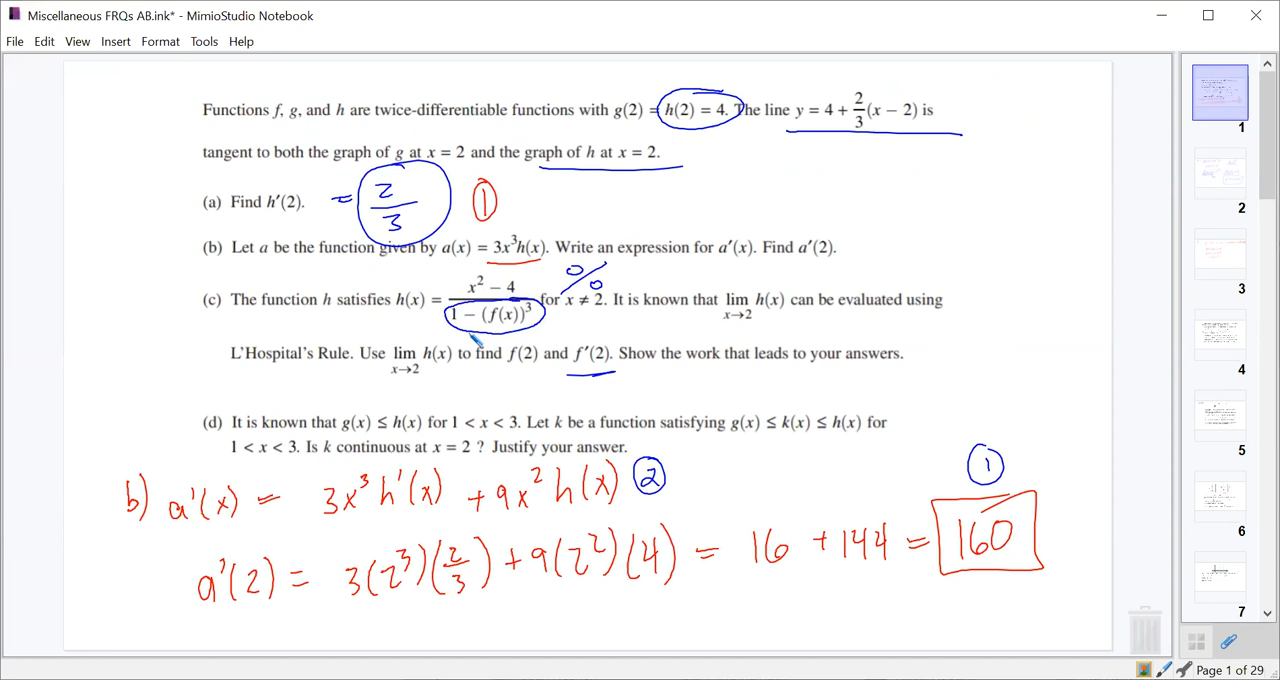 Miscellaneous FRQs AB.ink* - MimioStudio Notebook
File Edit View Insert Format Tools Help
Functions f, g, and h are twice-differentiable functions with g(2) = h(2) = 4. The line y = 4 + 2/3(x − 2) is
tangent to both the graph of g at x = 2 and the graph of h at x = 2.
(a) Find h′(2). = 2/3 ①
(b) Let a be the function given by a(x) = 3x³h(x). Write an expression for a′(x). Find a′(2).
0/0
(c) The function h satisfies h(x) = (x² − 4)/(1 − (f(x))³) for x ≠ 2. It is known that lim x→2 h(x) can be evaluated using
L’Hospital’s Rule. Use lim x→2 h(x) to find f(2) and f′(2). Show the work that leads to your answers.
(d) It is known that g(x) ≤ h(x) for 1 < x < 3. Let k be a function satisfying g(x) ≤ k(x) ≤ h(x) for
1 < x < 3. Is k continuous at x = 2 ? Justify your answer.
b) a'(x) = 3x³ h'(x) + 9x² h(x) ②
①
a'(2) = 3(2³)(2/3) + 9(2²)(4) = 16 + 144 = 160
1
2
3
4
5
6
7
Page 1 of 29